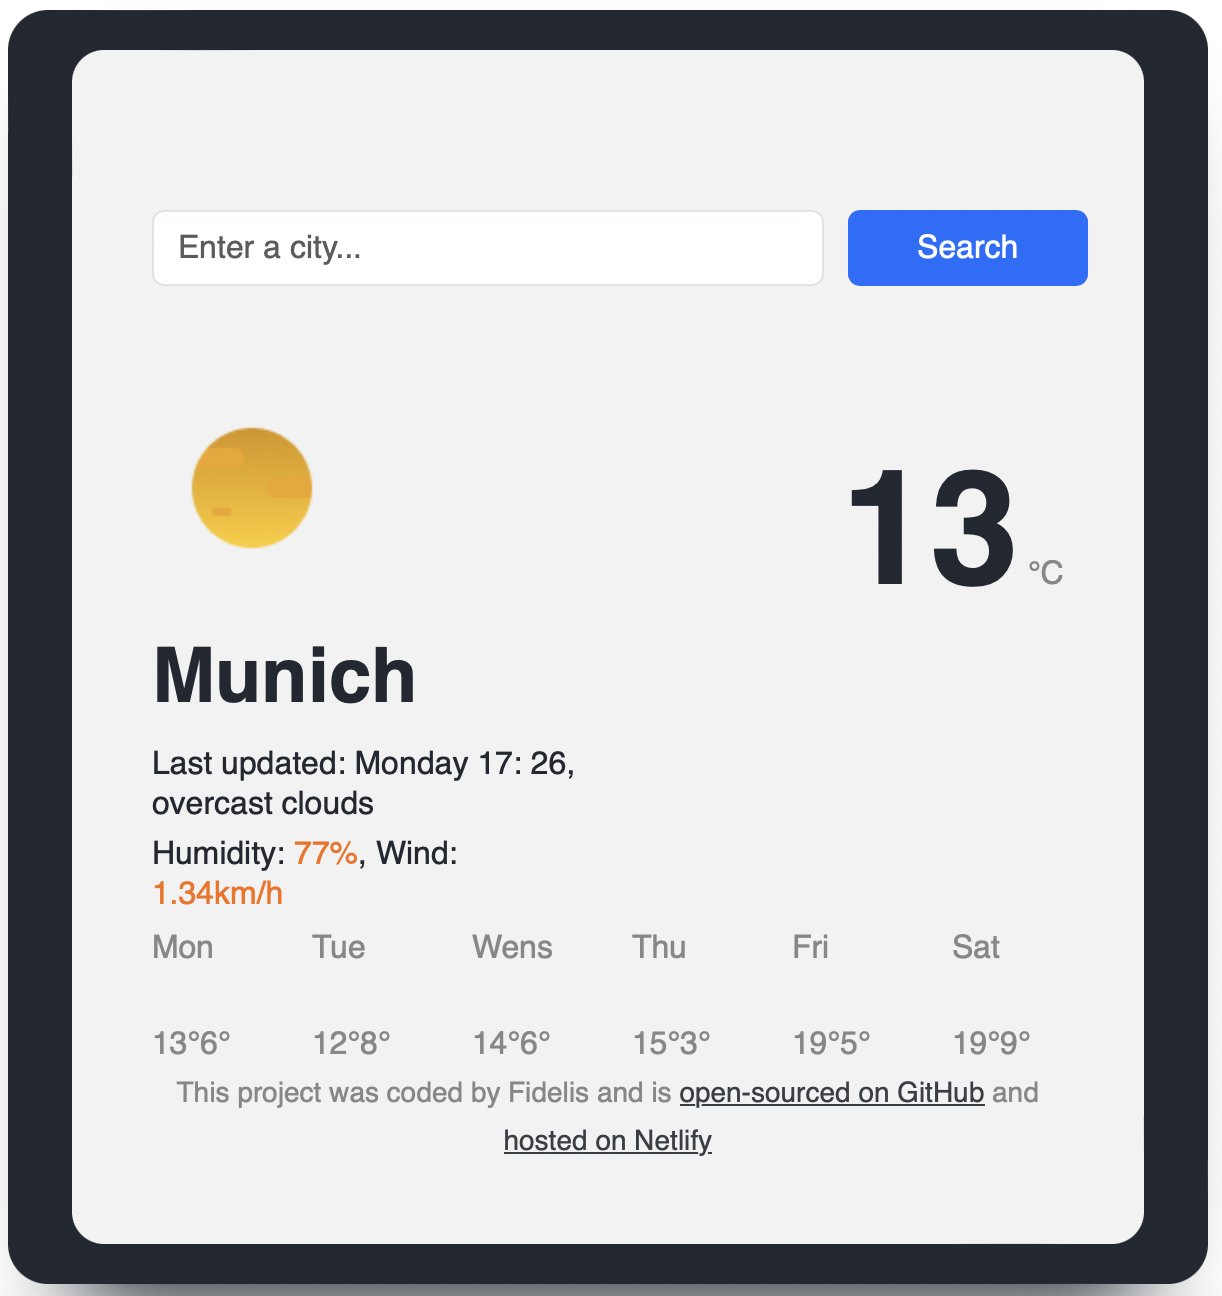 Enter a city...
Search
13 °C
Munich
Last updated: Monday 17: 26,
overcast clouds
Humidity: 77%, Wind:
1.34km/h
Mon Tue Wens Thu Fri Sat
13°6° 12°8° 14°6° 15°3° 19°5° 19°9°
This project was coded by Fidelis and is open-sourced on GitHub and
hosted on Netlify